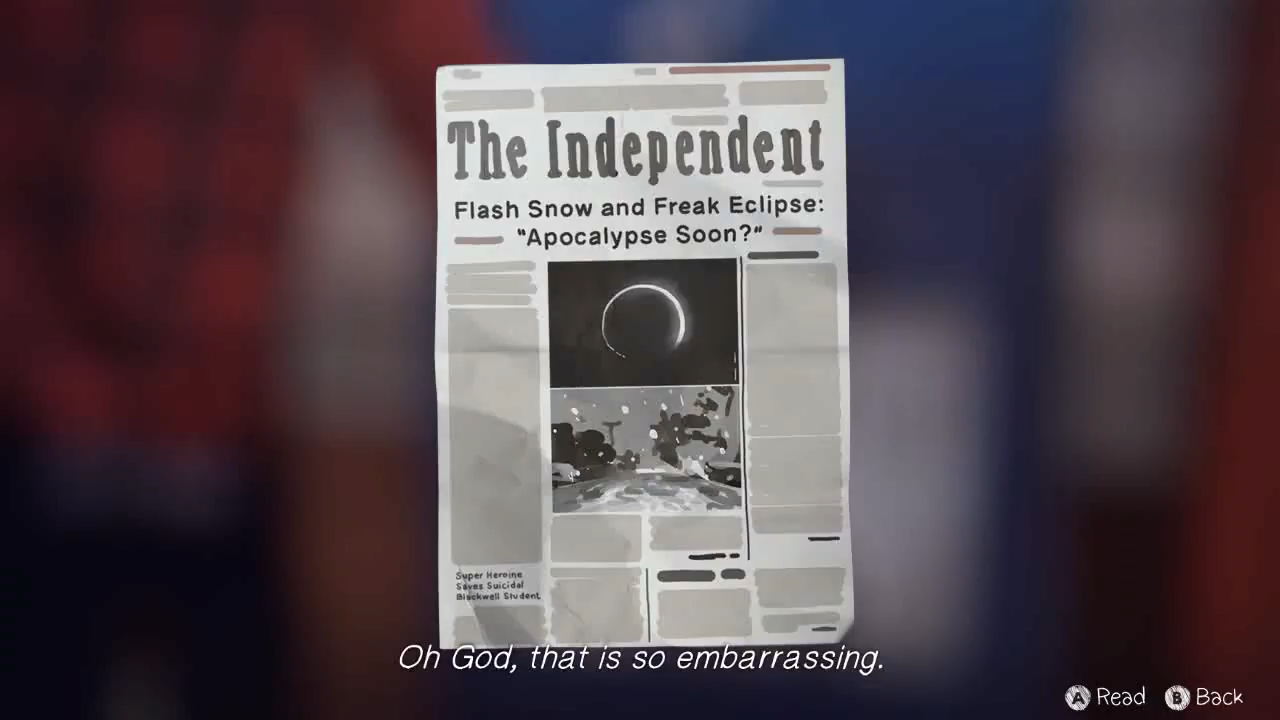 The Independent
Flash Snow and Freak Eclipse:
"Apocalypse Soon?"
Super Heroine
Saves Suicidal
Blackwell Student
Oh God, that is so embarrassing.
A Read B Back